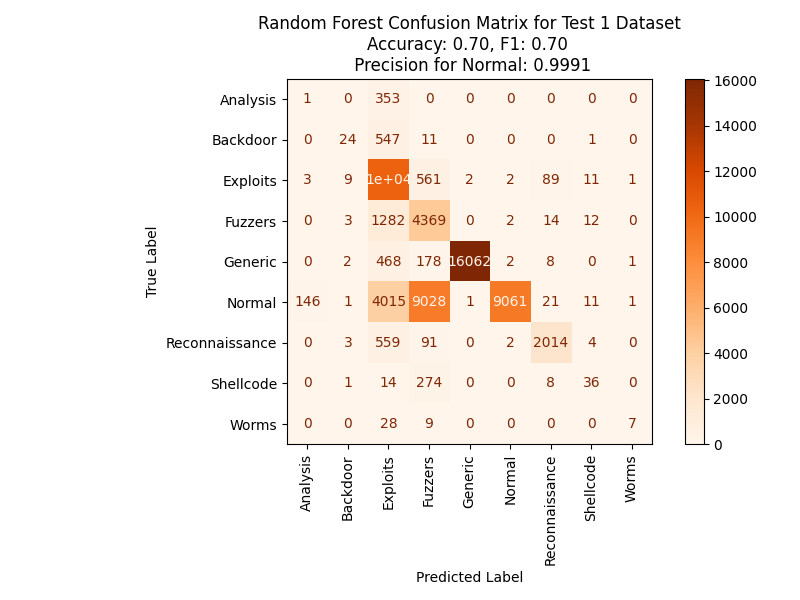 Random Forest Confusion Matrix for Test 1 Dataset
Accuracy: 0.70, F1: 0.70
Precision for Normal: 0.9991
Analysis 1 0 353 0 0 0 0 0 0
Backdoor 0 24 547 11 0 0 0 1 0
Exploits 3 9 1e+04 561 2 2 89 11 1
Fuzzers 0 3 1282 4369 0 2 14 12 0
Generic 0 2 468 178 16062 2 8 0 1
Normal 146 1 4015 9028 1 9061 21 11 1
Reconnaissance 0 3 559 91 0 2 2014 4 0
Shellcode 0 1 14 274 0 0 8 36 0
Worms 0 0 28 9 0 0 0 0 7
True Label
Analysis Backdoor Exploits Fuzzers Generic Normal Reconnaissance Shellcode Worms
Predicted Label
16000
14000
12000
10000
8000
6000
4000
2000
0